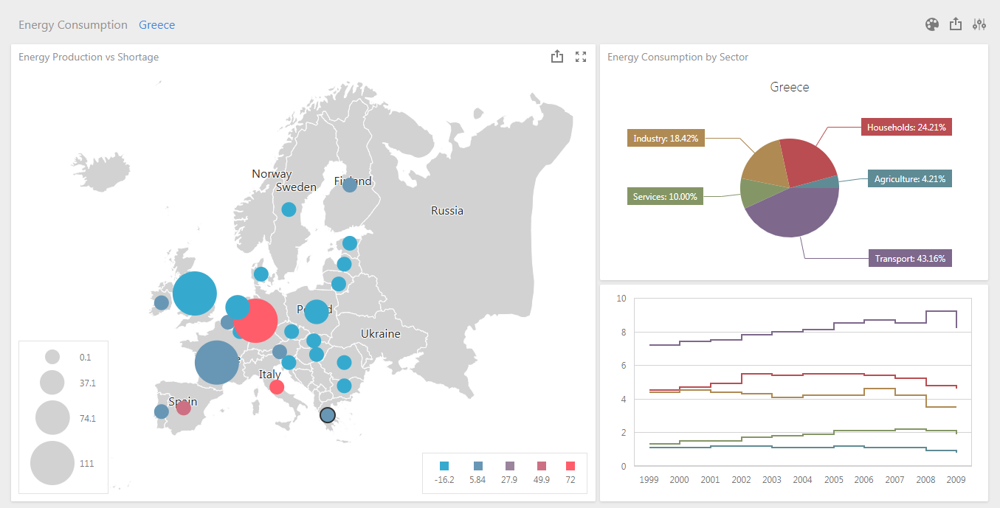 Energy Consumption Greece
Energy Production vs Shortage
Norway
Sweden
Finland
Russia
Ukraine
Italy
Spain
0.1
37.1
74.1
111
-16.2 5.84 27.9 49.9 72
Energy Consumption by Sector
Greece
Households: 24.21%
Industry: 18.42%
Agriculture: 4.21%
Services: 10.00%
Transport: 43.16%
10
8
6
4
2
0
1999 2000 2001 2002 2003 2004 2005 2006 2007 2008 2009